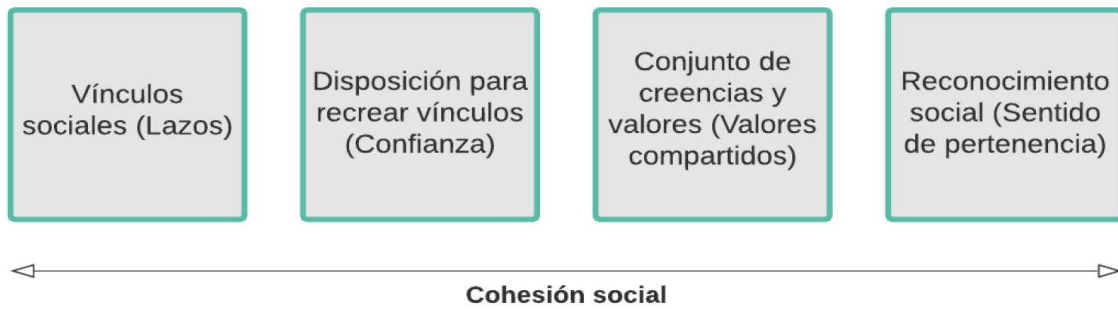 Vínculos
sociales (Lazos)
Disposición para
recrear vínculos
(Confianza)
Conjunto de
creencias y
valores (Valores
compartidos)
Reconocimiento
social (Sentido
de pertenencia)
Cohesión social